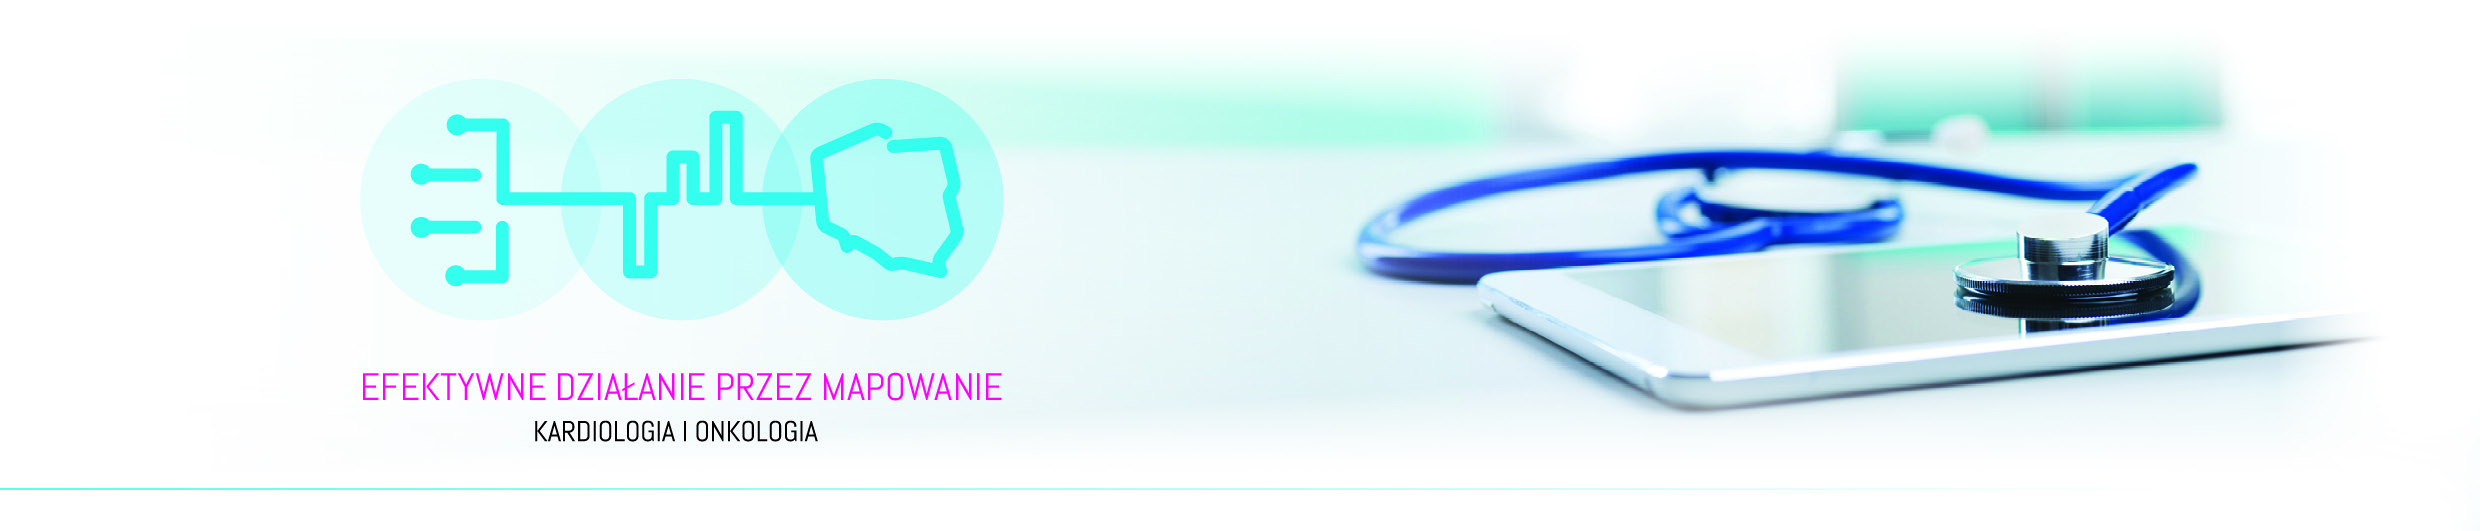 EFEKTYWNE DZIAŁANIE PRZEZ MAPOWANIE
KARDIOLOGIA I ONKOLOGIA